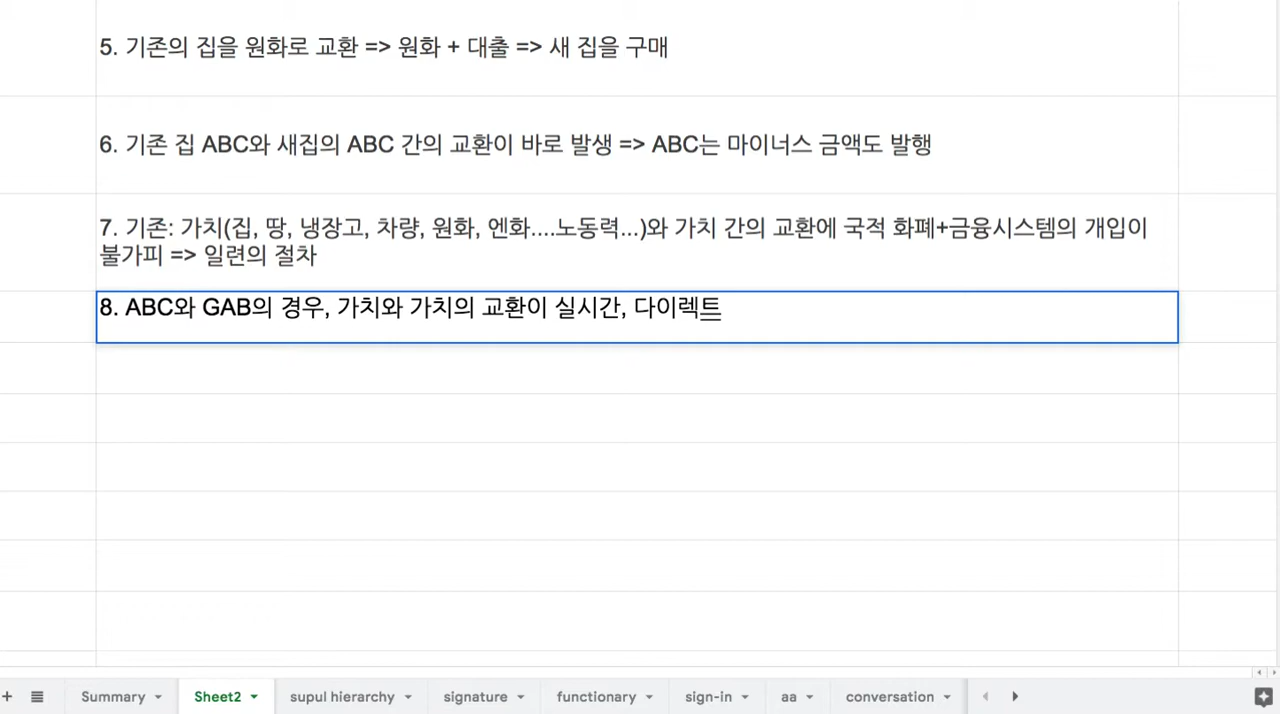 5. 기존의 집을 원화로 교환 => 원화 + 대출 => 새 집을 구매
6. 기존 집 ABC와 새집의 ABC 간의 교환이 바로 발생 => ABC는 마이너스 금액도 발행
7. 기존: 가치(집, 땅, 냉장고, 차량, 원화, 엔화....노동력...)와 가치 간의 교환에 국적 화폐+금융시스템의 개입이
불가피 => 일련의 절차
8. ABC와 GAB의 경우, 가치와 가치의 교환이 실시간, 다이렉트
+ Summary Sheet2 supul hierarchy signature functionary sign-in aa conversation